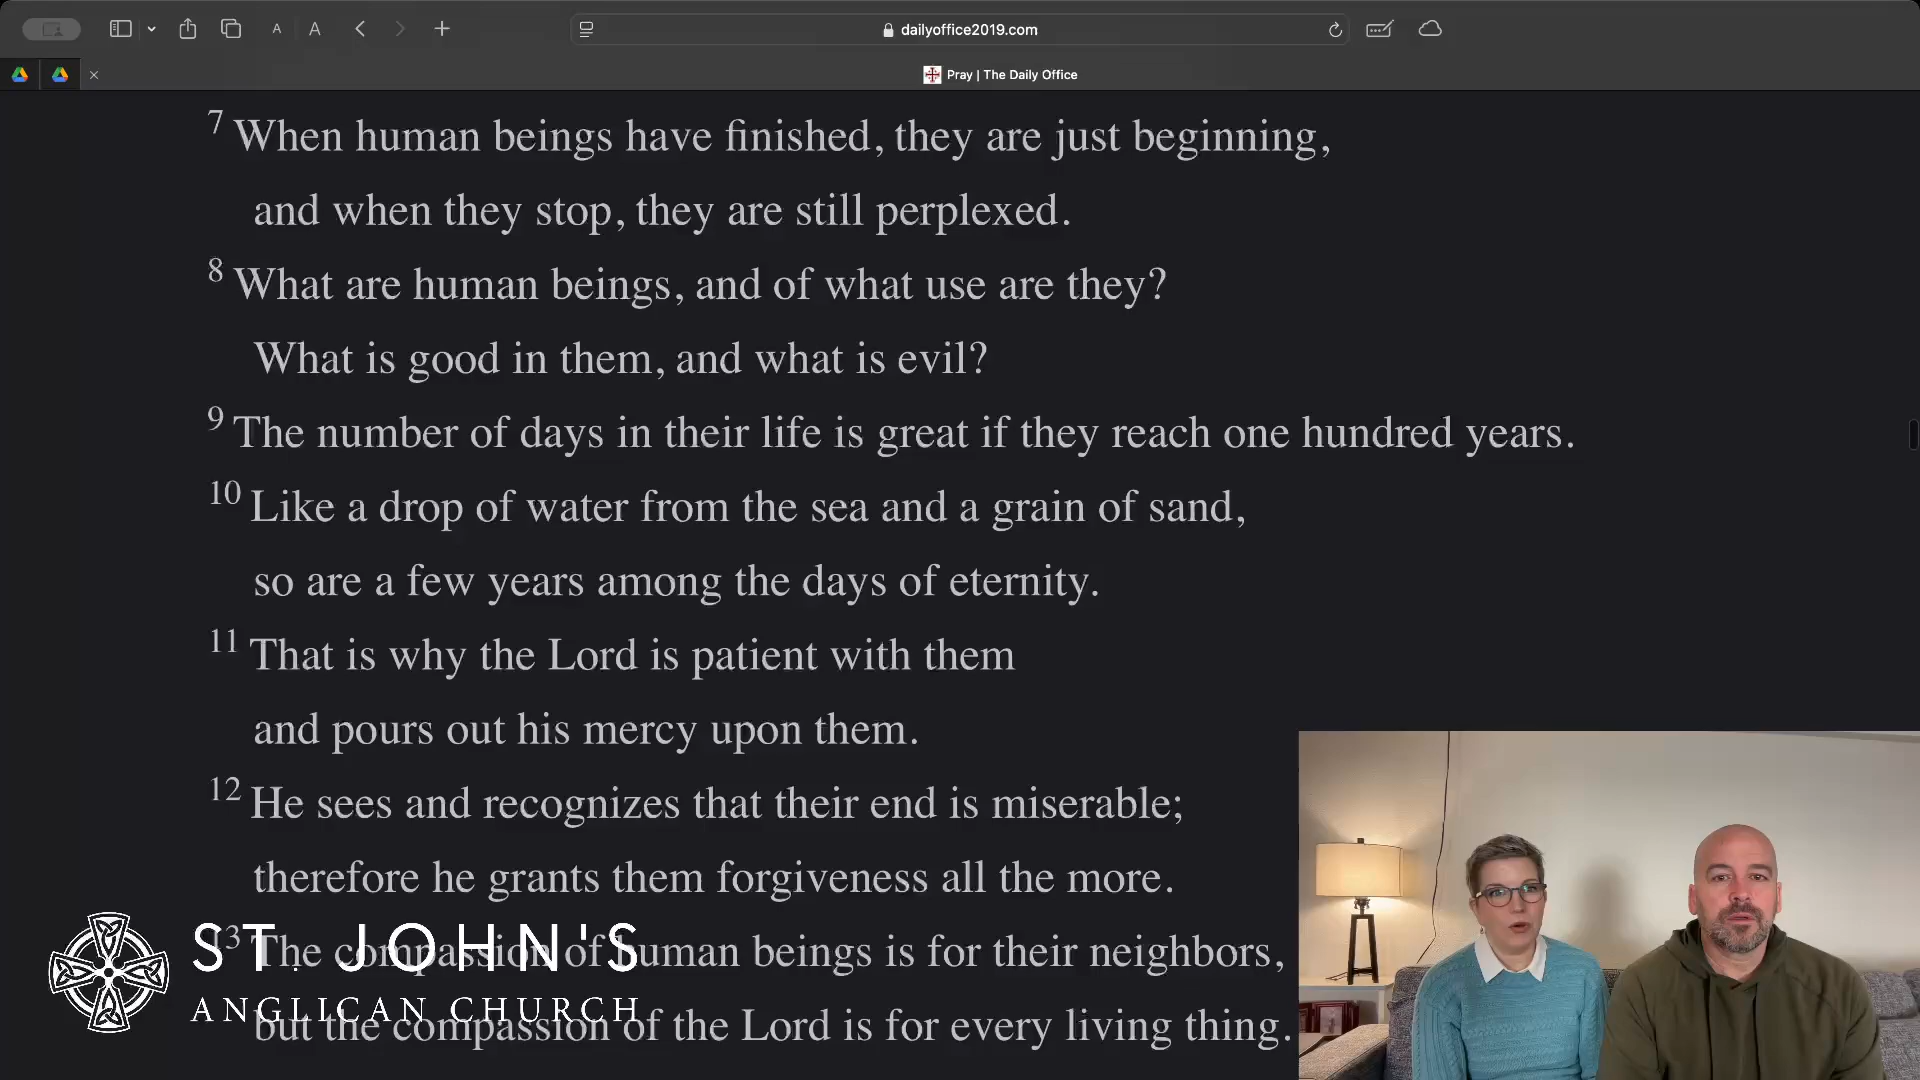 A A
dailyoffice2019.com
Pray | The Daily Office
7 When human beings have finished, they are just beginning,
and when they stop, they are still perplexed.
8 What are human beings, and of what use are they?
What is good in them, and what is evil?
9 The number of days in their life is great if they reach one hundred years.
10 Like a drop of water from the sea and a grain of sand,
so are a few years among the days of eternity.
11 That is why the Lord is patient with them
and pours out his mercy upon them.
12 He sees and recognizes that their end is miserable;
therefore he grants them forgiveness all the more.
13 The compassion of human beings is for their neighbors,
but the compassion of the Lord is for every living thing.
ST. JOHN'S
ANGLICAN CHURCH